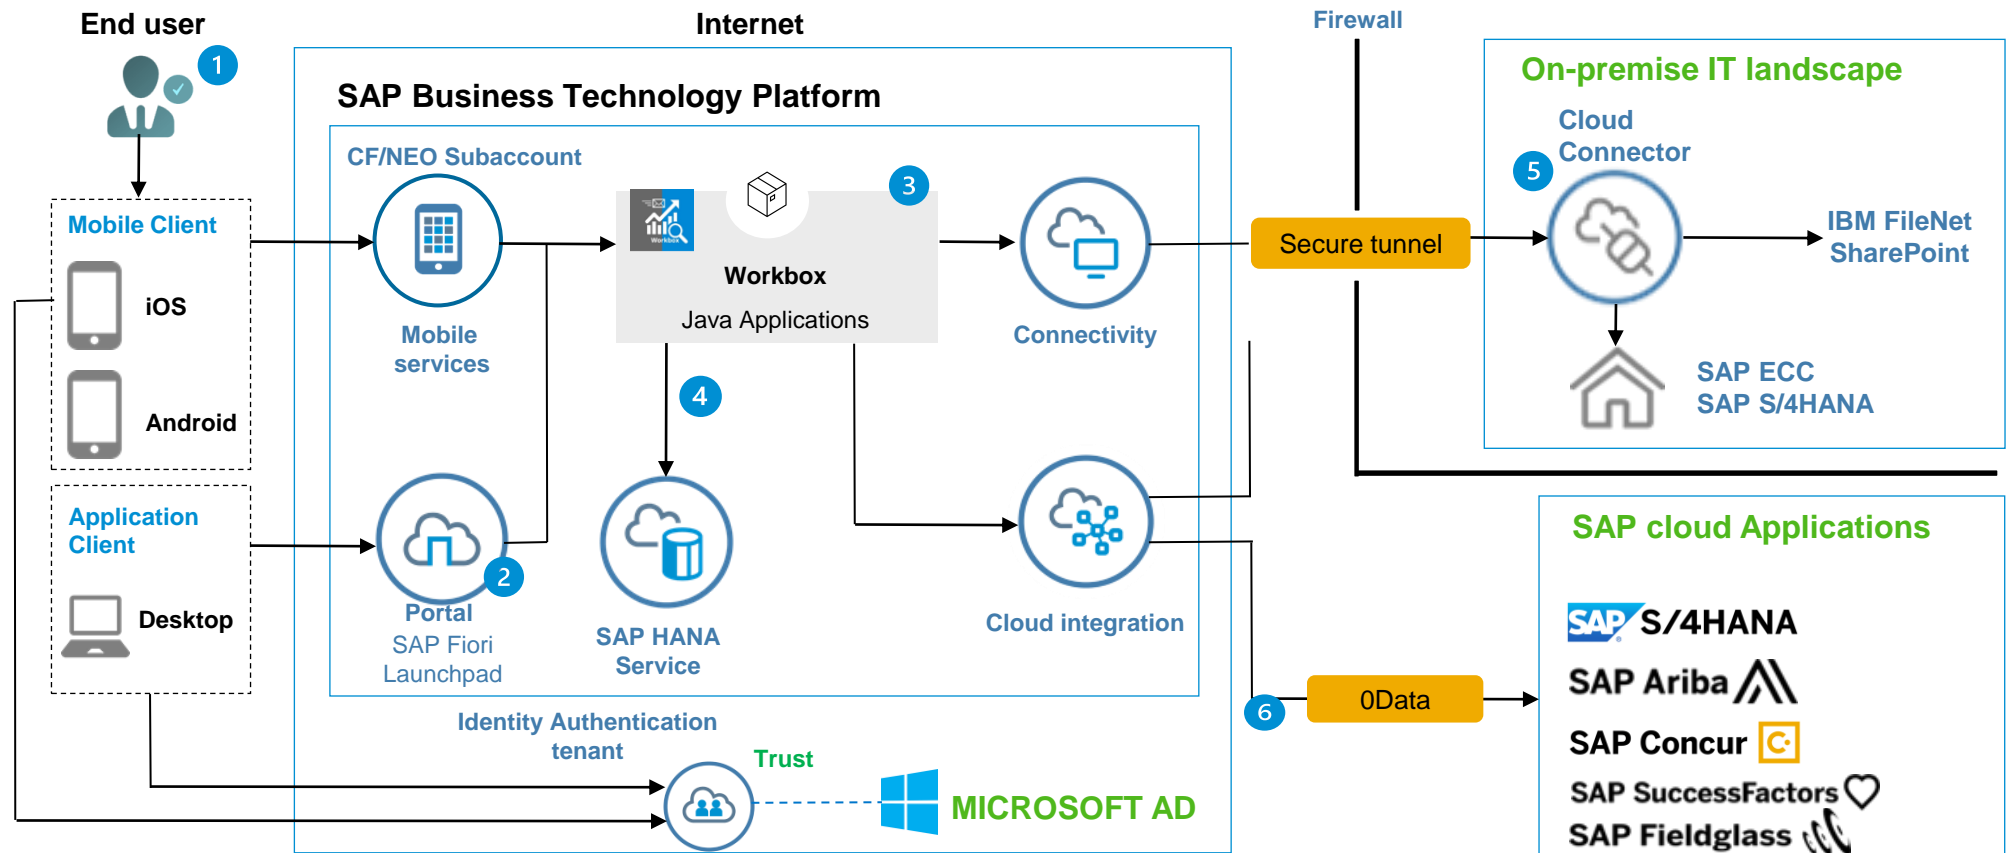 End user
1
Internet
Firewall
SAP Business Technology Platform
CF/NEO Subaccount
Mobile Client
iOS
Android
Application
Client
Desktop
Mobile
services
Portal
2
SAP Fiori
Launchpad
Workbox
3
Workbox
Java Applications
4
SAP HANA
Service
Connectivity
Cloud integration
Identity Authentication
tenant
Trust
MICROSOFT AD
Secure tunnel
On-premise IT landscape
Cloud
Connector
5
IBM FileNet
SharePoint
SAP ECC
SAP S/4HANA
6
0Data
SAP cloud Applications
SAP S/4HANA
SAP Ariba
SAP Concur C.
SAP SuccessFactors
SAP Fieldglass